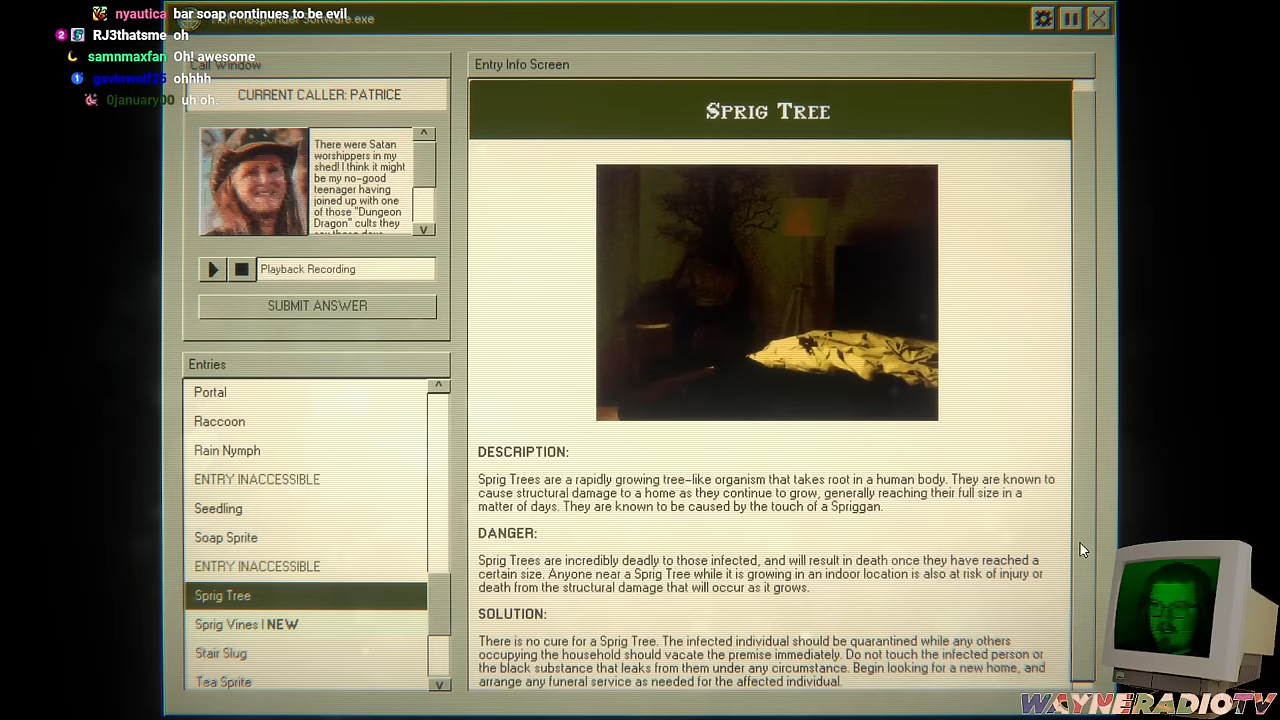 nyautica bar soap continues to be evil
2 RJ3thatsme oh
samnmaxfan Oh! awesome
ohhhh
0january00 uh oh.
Call Window
CURRENT CALLER: PATRICE
There were Satan
worshippers in my
shed! I think it might
be my no-good
teenager having
joined up with one
of those "Dungeon
Dragon" cults they
Playback Recording
SUBMIT ANSWER
Entries
Portal
Raccoon
Rain Nymph
ENTRY INACCESSIBLE
Seedling
Soap Sprite
ENTRY INACCESSIBLE
Sprig Tree
Sprig Vines | NEW
Stair Slug
Tea Sprite
Entry Info Screen
SPRIG TREE
DESCRIPTION:
Sprig Trees are a rapidly growing tree-like organism that takes root in a human body. They are known to
cause structural damage to a home as they continue to grow, generally reaching their full size in a
matter of days. They are known to be caused by the touch of a Spriggan.
DANGER:
Sprig Trees are incredibly deadly to those infected, and will result in death once they have reached a
certain size. Anyone near a Sprig Tree while it is growing in an indoor location is also at risk of injury or
death from the structural damage that will occur as it grows.
SOLUTION:
There is no cure for a Sprig Tree. The infected individual should be quarantined while any others
occupying the household should vacate the premise immediately. Do not touch the infected person or
the black substance that leaks from them under any circumstance. Begin looking for a new home, and
arrange any funeral service as needed for the affected individual.
WAYNERADIOTV